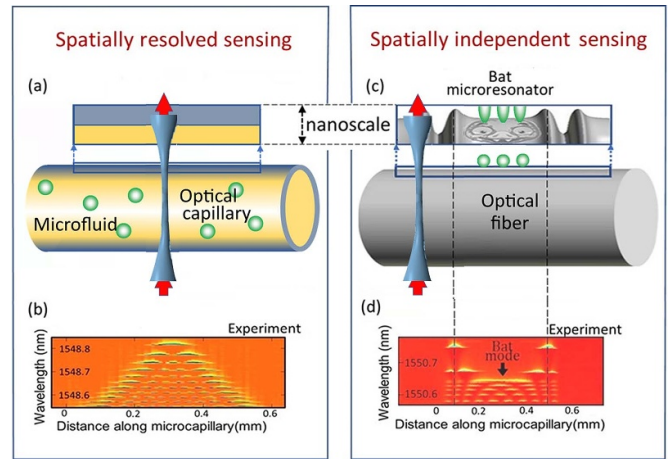 Spatially resolved sensing
Spatially independent sensing
(a)
(c)
Bat
microresonator
nanoscale
Microfluid
Optical
capillary
Optical
fiber
(b)
Experiment
Wavelength (nm)
1548.8
1548.7
1548.6
0
0.2
0.4
0.6
Distance along microcapillary(mm)
(d)
Experiment
Bat
mode
Wavelength (nm)
1550.7
1550.6
0
0.2
0.4
0.6
Distance along microcapillary(mm)